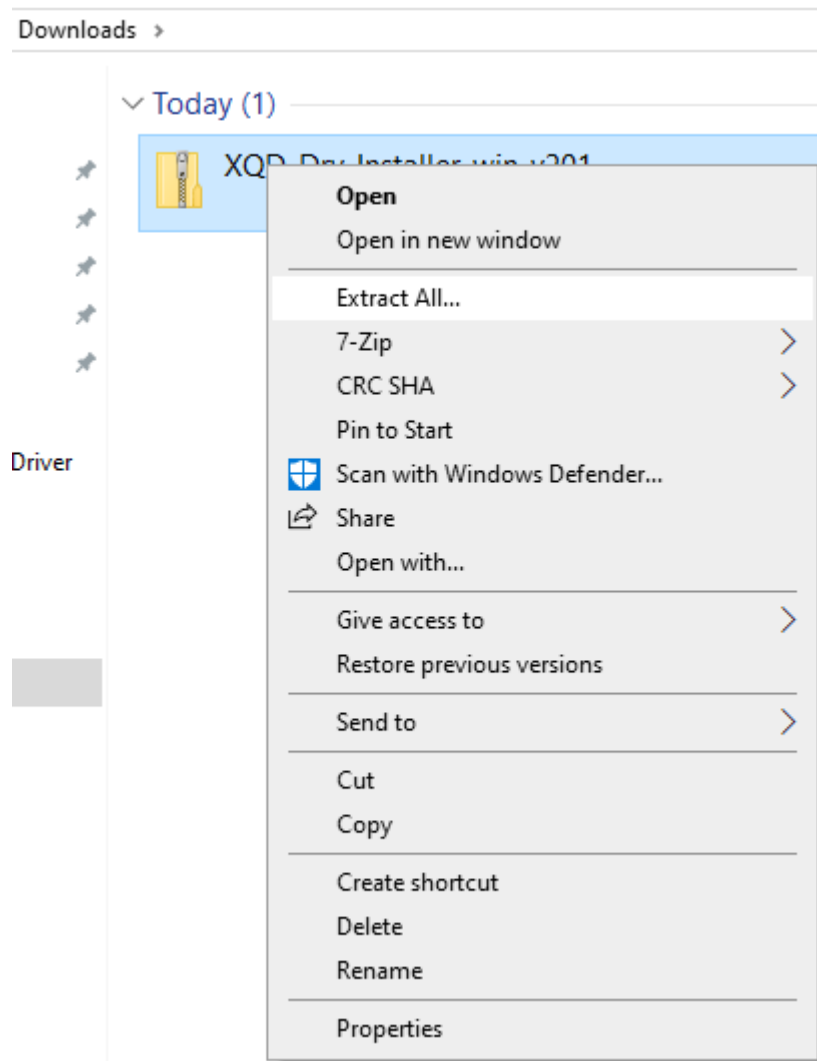 Downloads
Today (1)
XQD_Dry_Installer_win_v201
Open
Open in new window
Extract All...
7-Zip
CRC SHA
Pin to Start
Driver
Scan with Windows Defender...
Share
Open with...
Give access to
Restore previous versions
Send to
Cut
Copy
Create shortcut
Delete
Rename
Properties